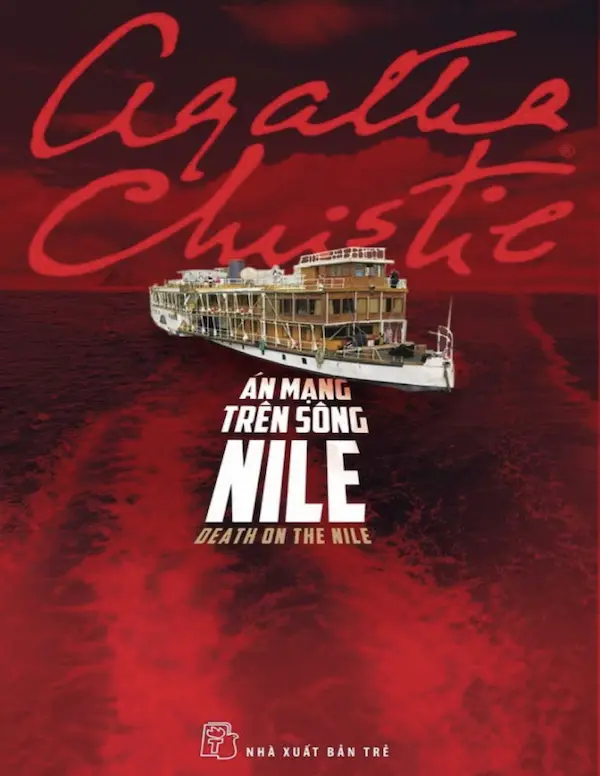 Agatha
Christie®
ÁN MẠNG
TRÊN SÔNG
NILE
DEATH ON THE NILE
NHÀ XUẤT BẢN TRẺ